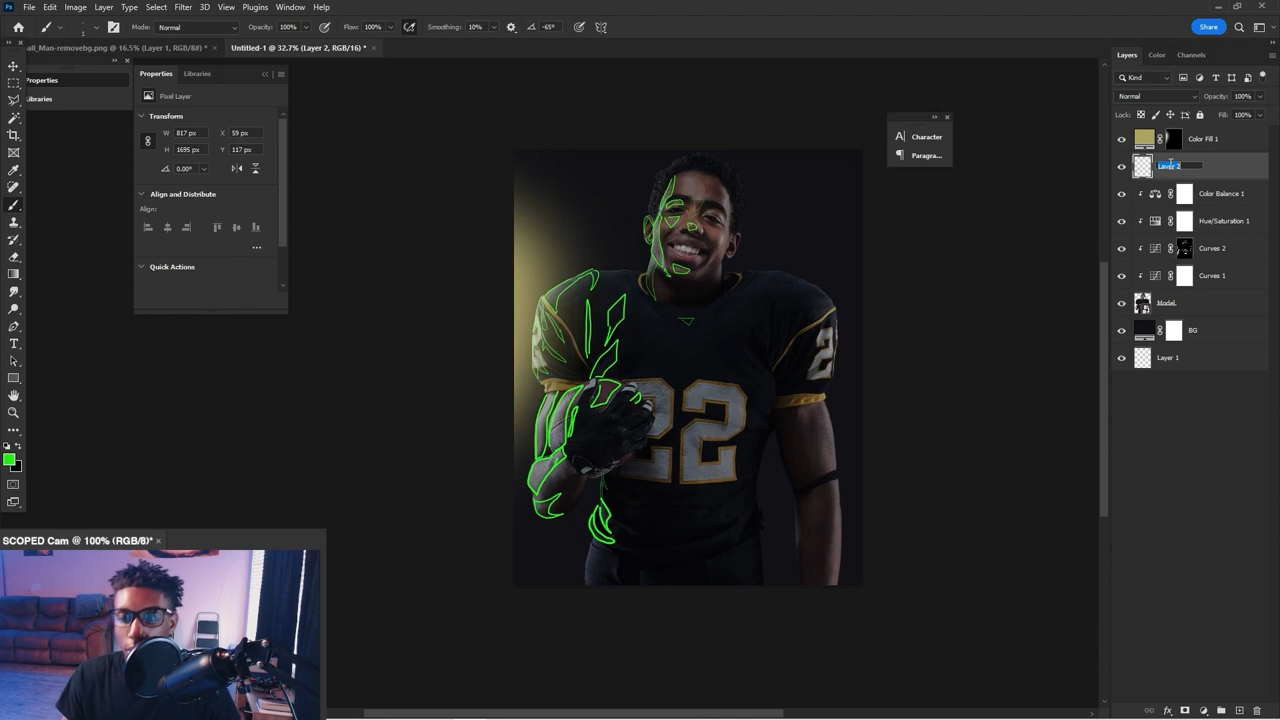 Ps File Edit Image Layer Type Select Filter 3D View Plugins Window Help
Mode: Normal Opacity: 100% Flow: 100% Smoothing: 10% -65° Share
all_Man-removebg.png @ 16.5% (Layer 1, RGB/8#) * × Untitled-1 @ 32.7% (Layer 2, RGB/16) * ×
Properties
Libraries
Properties Libraries
Pixel Layer
Transform
W 817 px X 59 px
H 1695 px Y 117 px
0.00°
Align and Distribute
Align:
Quick Actions
Character
Paragra...
22
2
Layers Color Channels
Kind
Normal Opacity: 100%
Lock: Fill: 100%
Color Fill 1
Layer 2
Color Balance 1
Hue/Saturation 1
Curves 2
Curves 1
Model
BG
Layer 1
SCOPED Cam @ 100% (RGB/8)* ×